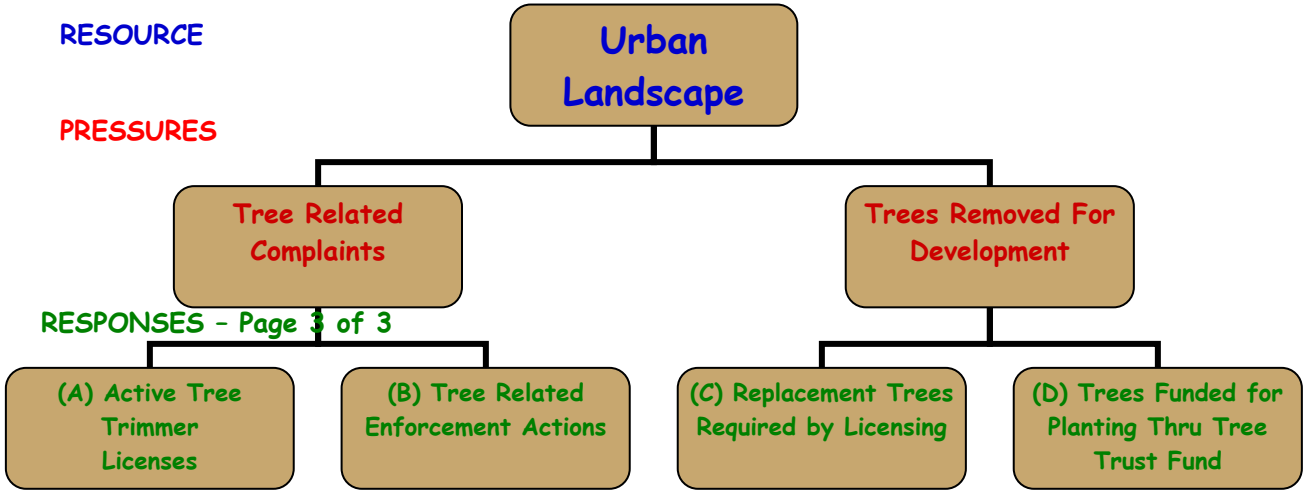 RESOURCE
Urban
Landscape
PRESSURES
Tree Related
Complaints
Trees Removed For
Development
RESPONSES – Page 3 of 3
(A) Active Tree
Trimmer
Licenses
(B) Tree Related
Enforcement Actions
(C) Replacement Trees
Required by Licensing
(D) Trees Funded for
Planting Thru Tree
Trust Fund